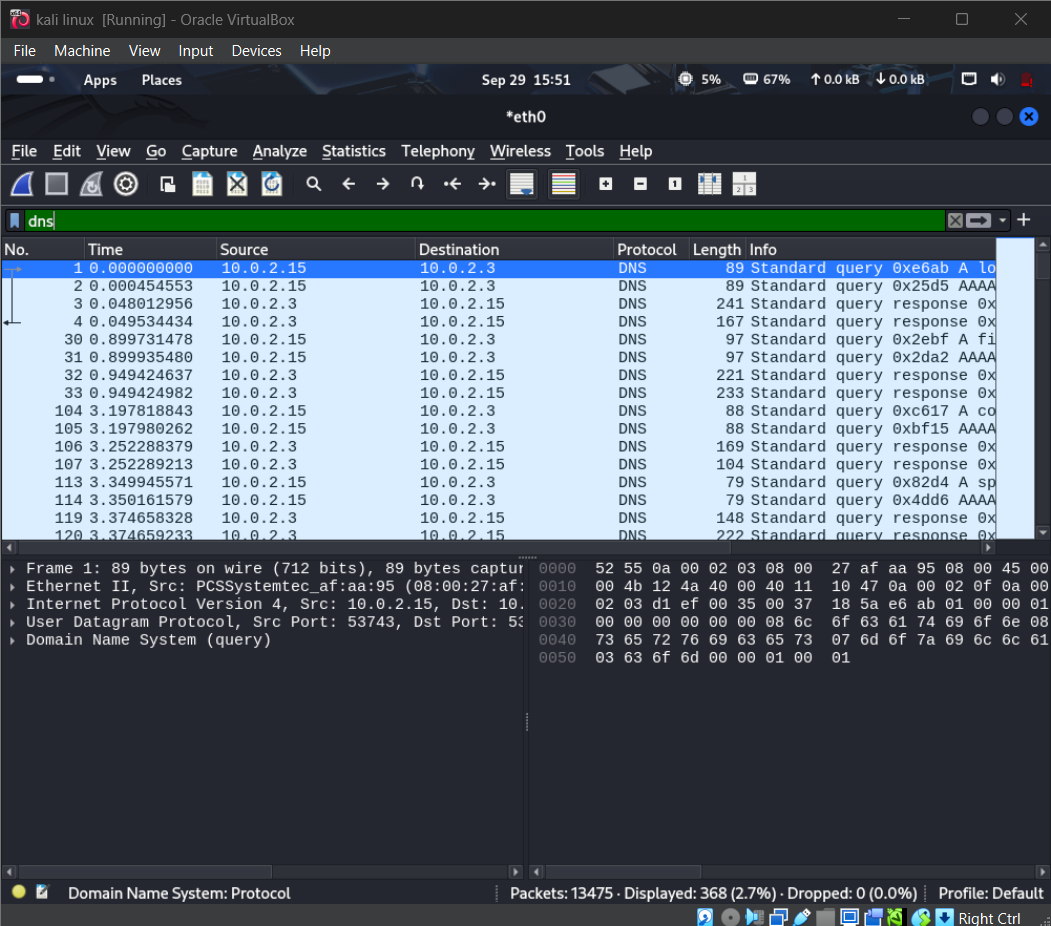 kali linux [Running] - Oracle VirtualBox
File Machine View Input Devices Help
Apps Places Sep 29 15:51 5% 67% 0.0 kB 0.0 kB
*eth0
File Edit View Go Capture Analyze Statistics Telephony Wireless Tools Help
dns
No. Time Source Destination Protocol Length Info
1 0.000000000 10.0.2.15 10.0.2.3 DNS 89 Standard query 0xe6ab A lo
2 0.000454553 10.0.2.15 10.0.2.3 DNS 89 Standard query 0x25d5 AAAA
3 0.048012956 10.0.2.3 10.0.2.15 DNS 241 Standard query response 0x
4 0.049534434 10.0.2.3 10.0.2.15 DNS 167 Standard query response 0x
30 0.899731478 10.0.2.15 10.0.2.3 DNS 97 Standard query 0x2ebf A fi
31 0.899935480 10.0.2.15 10.0.2.3 DNS 97 Standard query 0x2da2 AAAA
32 0.949424637 10.0.2.3 10.0.2.15 DNS 221 Standard query response 0x
33 0.949424982 10.0.2.3 10.0.2.15 DNS 233 Standard query response 0x
104 3.197818843 10.0.2.15 10.0.2.3 DNS 88 Standard query 0xc617 A co
105 3.197980262 10.0.2.15 10.0.2.3 DNS 88 Standard query 0xbf15 AAAA
106 3.252288379 10.0.2.3 10.0.2.15 DNS 169 Standard query response 0x
107 3.252289213 10.0.2.3 10.0.2.15 DNS 104 Standard query response 0x
113 3.349945571 10.0.2.15 10.0.2.3 DNS 79 Standard query 0x82d4 A sp
114 3.350161579 10.0.2.15 10.0.2.3 DNS 79 Standard query 0x4dd6 AAAA
119 3.374658328 10.0.2.3 10.0.2.15 DNS 148 Standard query response 0x
120 3.374659233 10.0.2.3 10.0.2.15 DNS 222 Standard query response 0x
Frame 1: 89 bytes on wire (712 bits), 89 bytes captur
Ethernet II, Src: PCSSystemtec_af:aa:95 (08:00:27:af:
Internet Protocol Version 4, Src: 10.0.2.15, Dst: 10.
User Datagram Protocol, Src Port: 53743, Dst Port: 53
Domain Name System (query)
0000 52 55 0a 00 02 03 08 00 27 af aa 95 08 00 45 00
0010 00 4b 12 4a 40 00 40 11 10 47 0a 00 02 0f 0a 00
0020 02 03 d1 ef 00 35 00 37 18 5a e6 ab 01 00 00 01
0030 00 00 00 00 00 00 08 6c 6f 63 61 74 69 6f 6e 08
0040 73 65 72 76 69 63 65 73 07 6d 6f 7a 69 6c 6c 61
0050 03 63 6f 6d 00 00 01 00 01
Domain Name System: Protocol Packets: 13475 · Displayed: 368 (2.7%) · Dropped: 0 (0.0%) Profile: Default
Right Ctrl